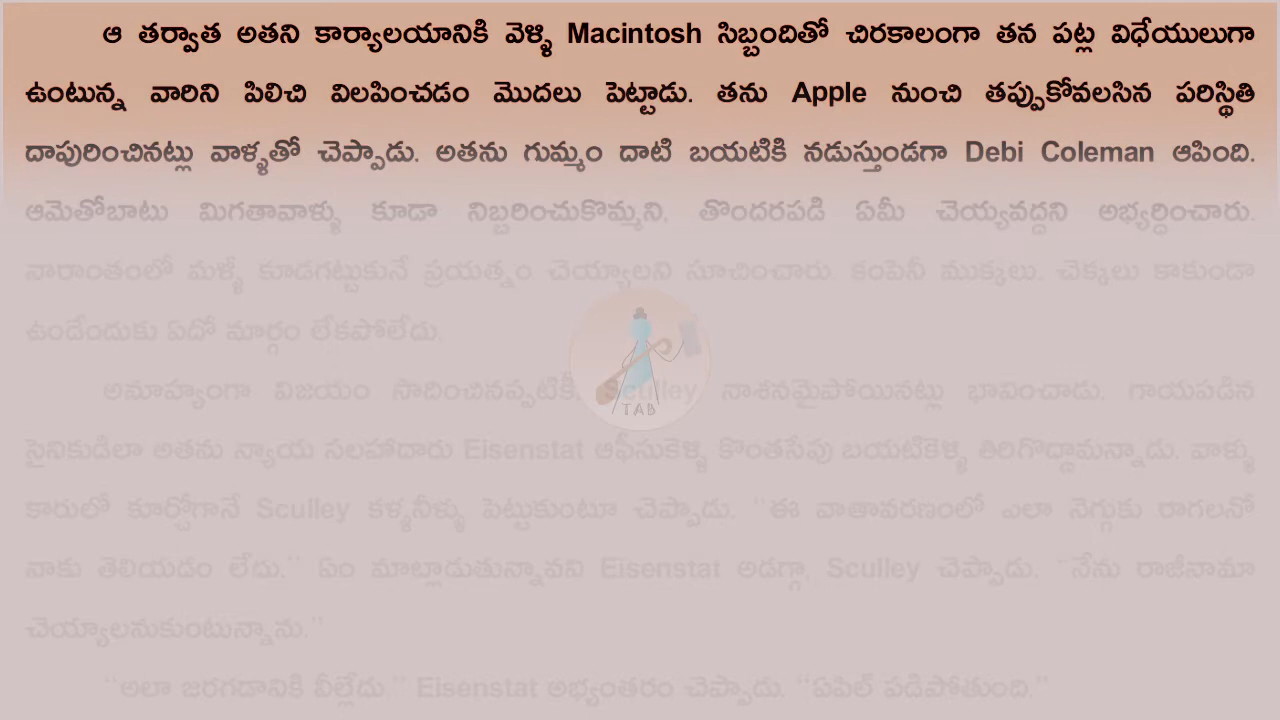 ఆ తర్వాత అతని కార్యాలయానికి వెళ్ళి Macintosh సిబ్బందితో చిరకాలంగా తన పట్ల విధేయులుగా
ఉంటున్న వారిని పిలిచి విలపించడం మొదలు పెట్టాడు. తను Apple నుంచి తప్పుకోవలసిన పరిస్థితి
దాపురించినట్లు వాళ్ళతో చెప్పాడు. అతను గుమ్మం దాటి బయటికి నడుస్తుండగా Debi Coleman ఆపింది.
ఆమెతోబాటు మిగతావాళ్ళు కూడా నిబ్బరించుకొమ్మని, తొందరపడి ఏమీ చెయ్యవద్దని అభ్యర్ధించారు.
వారాంతంలో మళ్ళీ కూడగట్టుకునే ప్రయత్నం చెయ్యాలని సూచించారు. కంపెనీ ముక్కలు, చెక్కలు కాకుండా
ఉండేందుకు ఏదో మార్గం లేకపోలేదు.
అమాహ్యంగా విజయం సాధించినప్పటికీ, Sculley నాశనమైపోయినట్లు భావించాడు. గాయపడిన
సైనికుడిలా అతను న్యాయ సలహాదారు Eisenstat ఆఫీసుకెళ్ళి కొంతసేపు బయటికెళ్ళి తిరిగొద్దామన్నాడు. వాళ్ళు
కారులో కూర్చోగానే Sculley కళ్ళనీళ్ళు పెట్టుకుంటూ చెప్పాడు. “ఈ వాతావరణంలో ఎలా నెగ్గుకు రాగలనో
నాకు తెలియడం లేదు.” ఏం మాట్లాడుతున్నావని Eisenstat అడగ్గా, Sculley చెప్పాడు. “నేను రాజీనామా
చెయ్యాలనుకుంటున్నాను.”
“అలా జరగడానికి వీల్లేదు.” Eisenstat అభ్యంతరం చెప్పాడు. “ఏపిల్ పడిపోతుంది.”
TAB